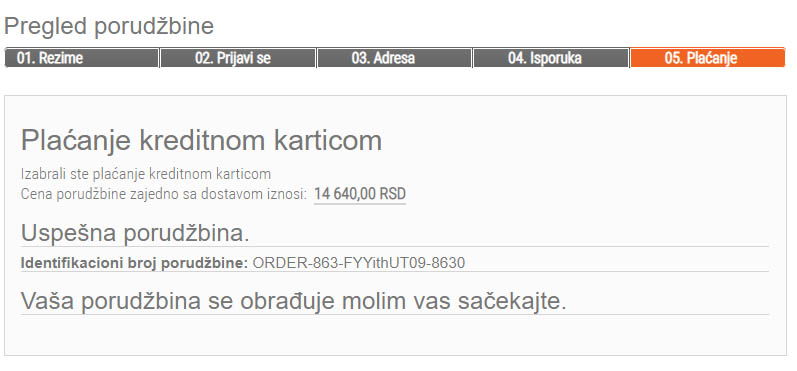 Pregled porudžbine
01. Rezime
02. Prijavi se
03. Adresa
04. Isporuka
05. Plaćanje
Plaćanje kreditnom karticom
Izabrali ste plaćanje kreditnom karticom
Cena porudžbine zajedno sa dostavom iznosi: 14 640,00 RSD
Uspešna porudžbina.
Identifikacioni broj porudžbine: ORDER-863-FYYithUT09-8630
Vaša porudžbina se obrađuje molim vas sačekajte.